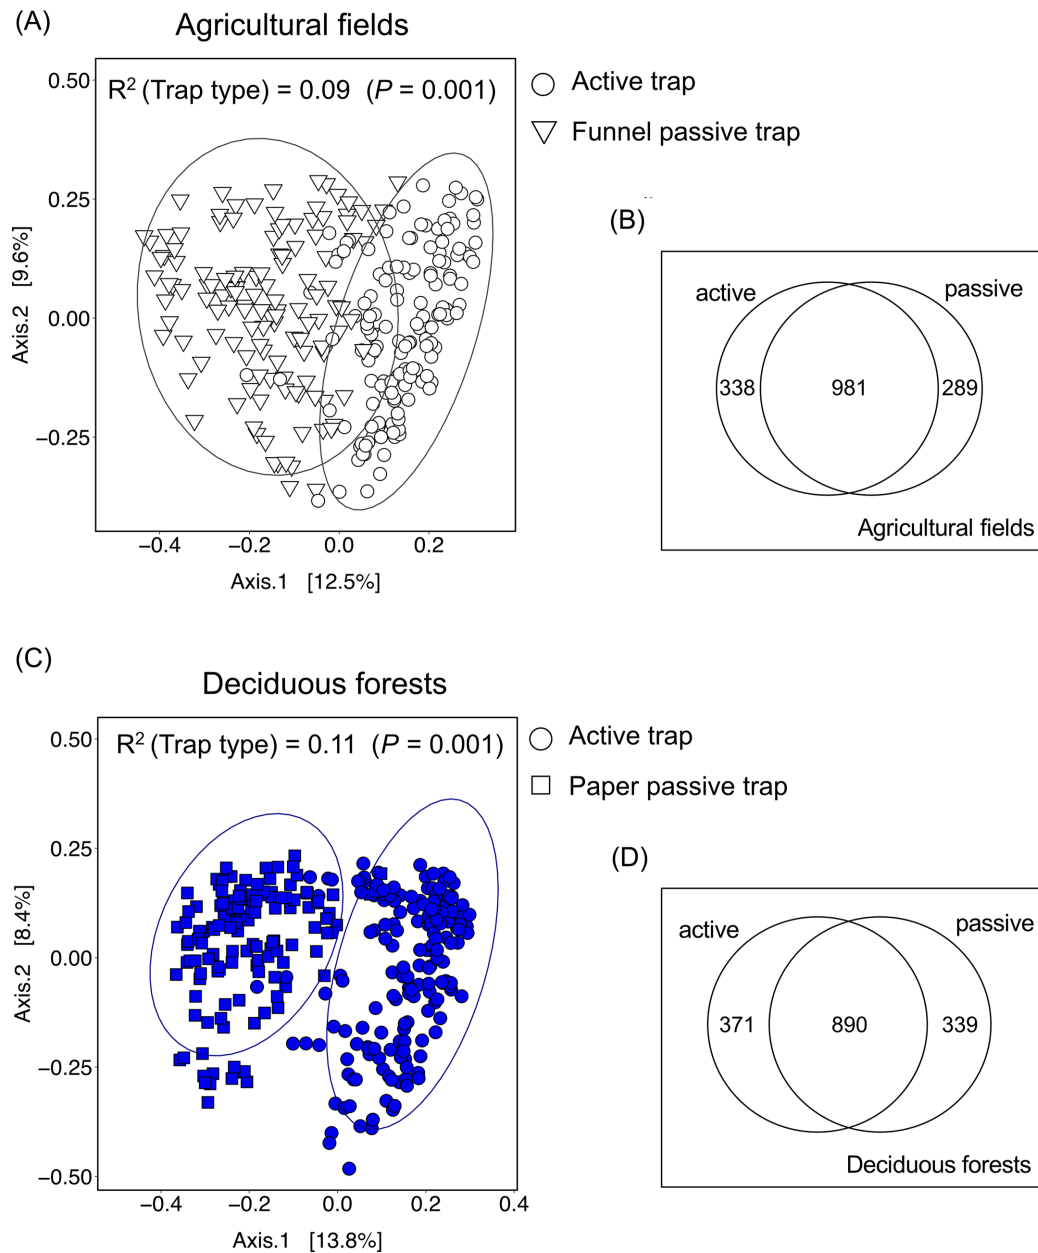 (A)
Agricultural fields
R² (Trap type) = 0.09 (P = 0.001)
Active trap
Funnel passive trap
0.50
0.25
0.00
−0.25
Axis.2 [9.6%]
−0.4 −0.2 0.0 0.2
Axis.1 [12.5%]
(B)
active
passive
338 981 289
Agricultural fields
(C)
Deciduous forests
R² (Trap type) = 0.11 (P = 0.001)
Active trap
Paper passive trap
0.50
0.25
0.00
−0.25
−0.50
Axis.2 [8.4%]
−0.4 −0.2 0.0 0.2 0.4
Axis.1 [13.8%]
(D)
active
passive
371 890 339
Deciduous forests